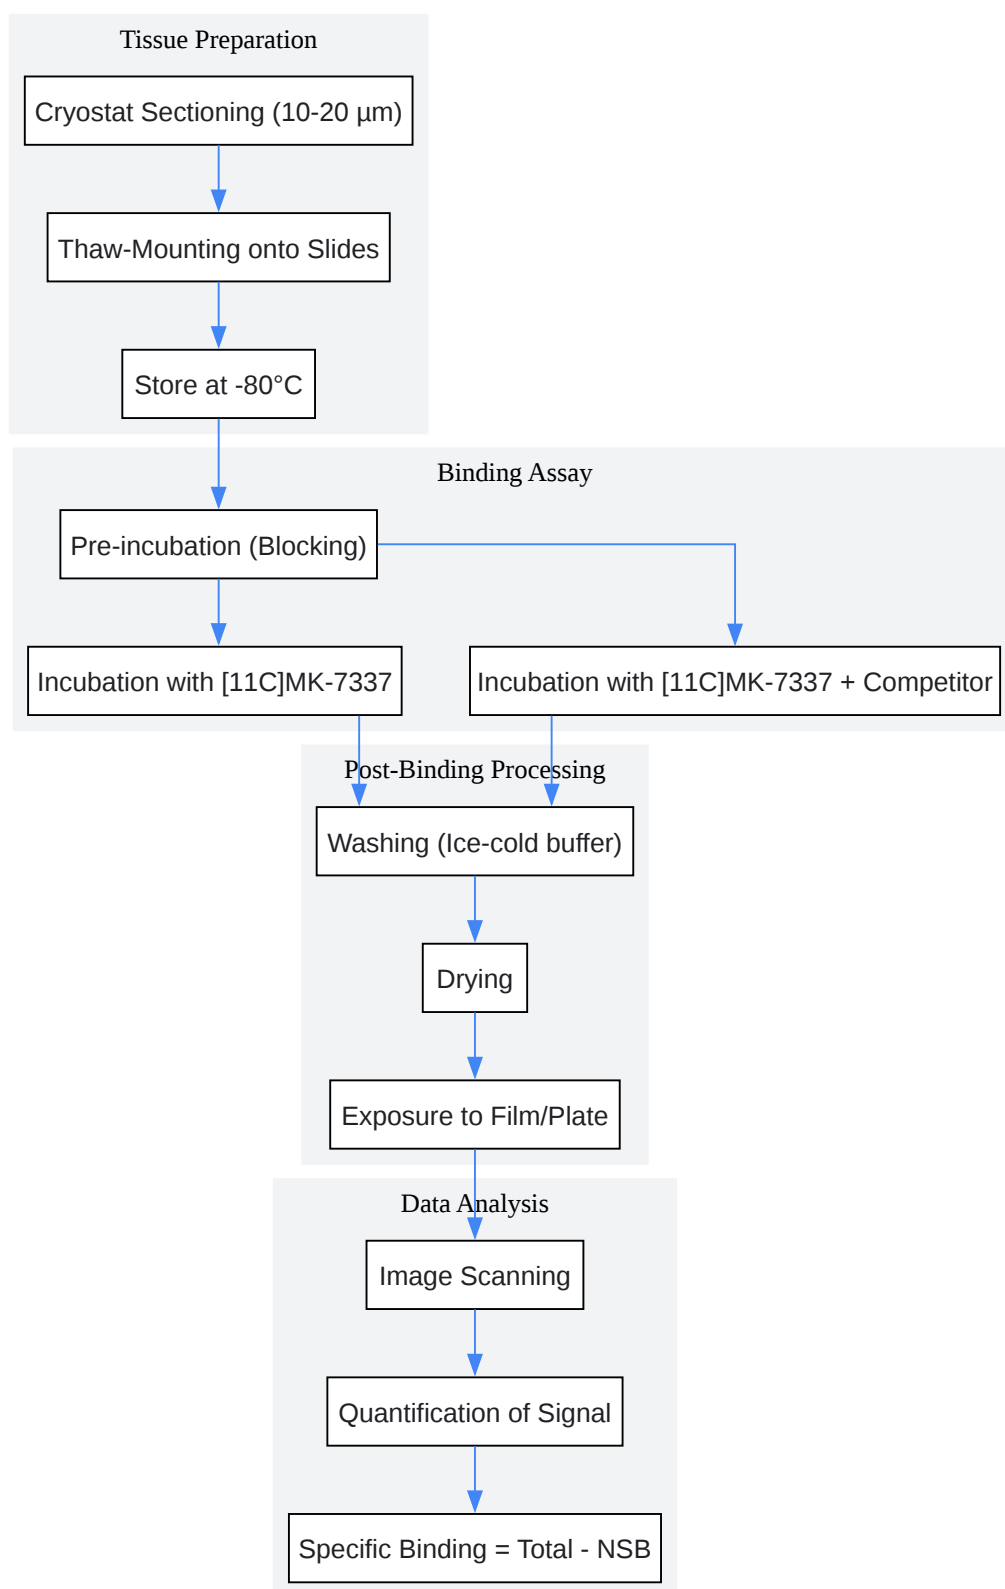 Tissue Preparation
Cryostat Sectioning (10-20 µm)
Thaw-Mounting onto Slides
Store at -80°C
Binding Assay
Pre-incubation (Blocking)
Incubation with [11C]MK-7337
Incubation with [11C]MK-7337 + Competitor
Post-Binding Processing
Washing (Ice-cold buffer)
Drying
Exposure to Film/Plate
Data Analysis
Image Scanning
Quantification of Signal
Specific Binding = Total - NSB